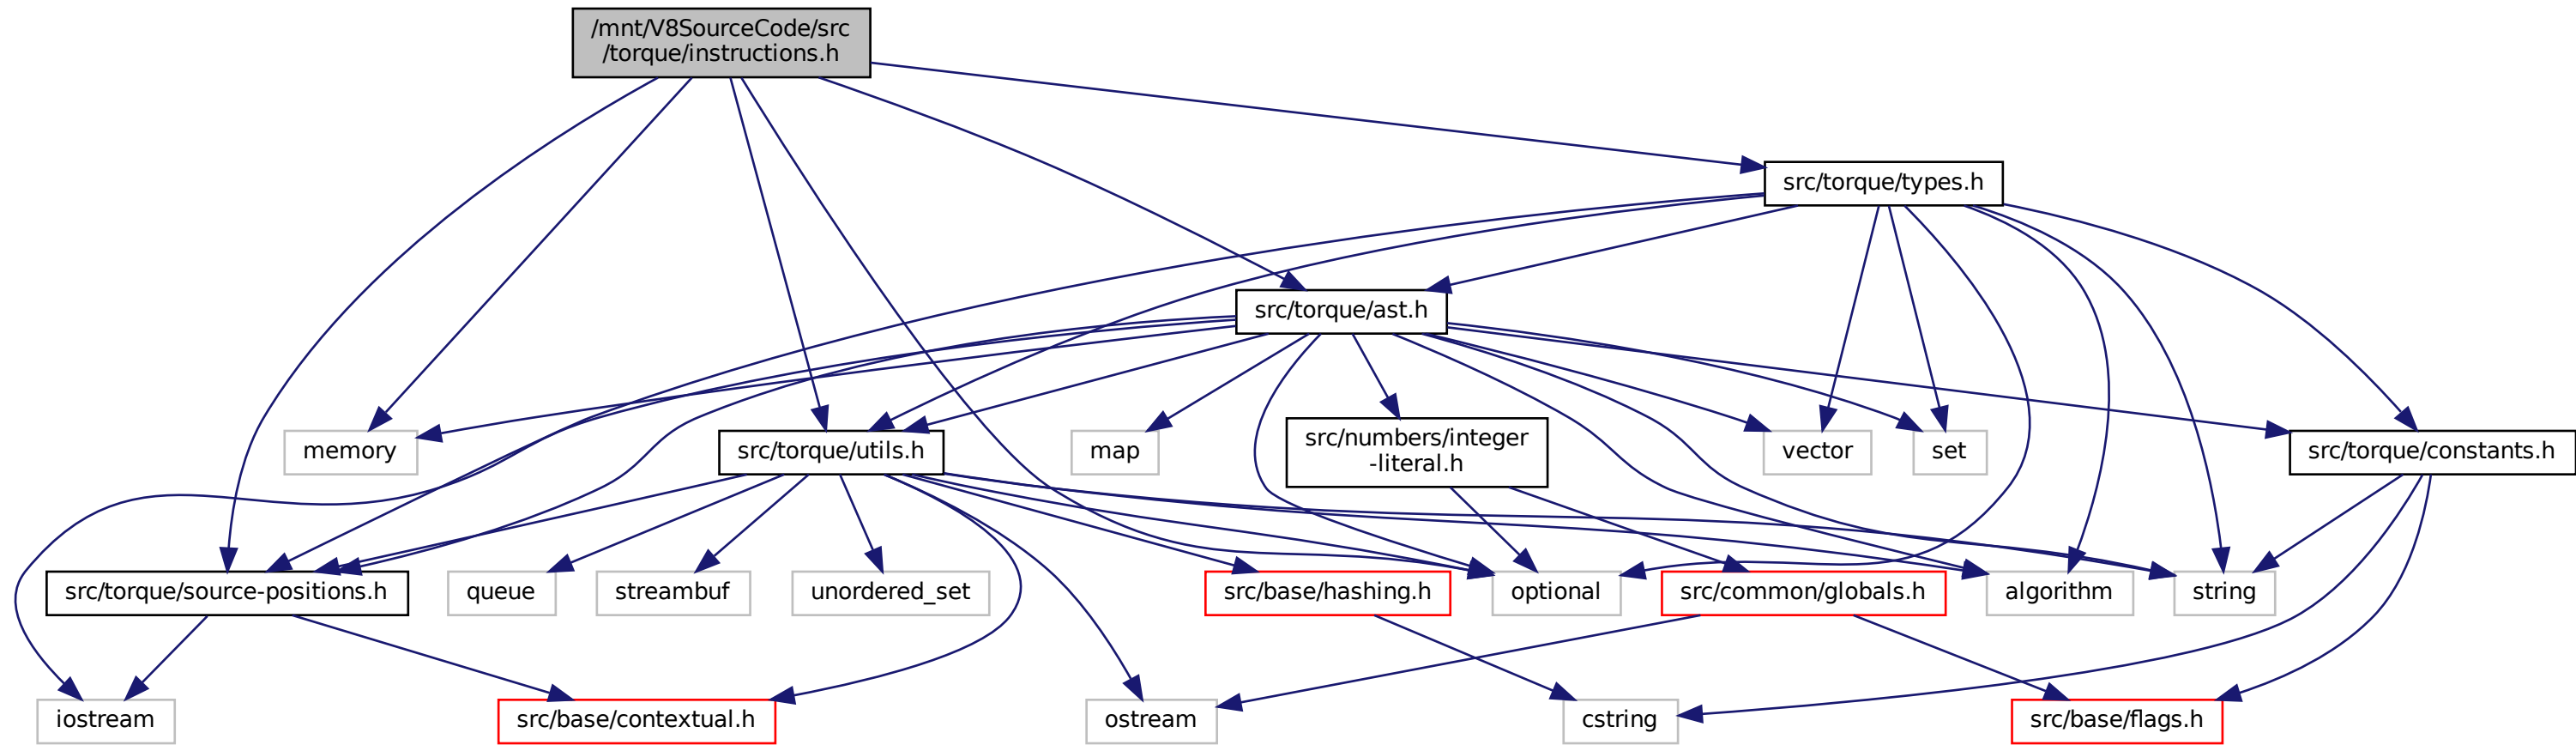 /mnt/V8SourceCode/src
/torque/instructions.h
src/torque/types.h
src/torque/ast.h
memory
src/torque/utils.h
map
src/numbers/integer
-literal.h
vector
set
src/torque/constants.h
src/torque/source-positions.h
queue
streambuf
unordered_set
src/base/hashing.h
optional
src/common/globals.h
algorithm
string
iostream
src/base/contextual.h
ostream
cstring
src/base/flags.h